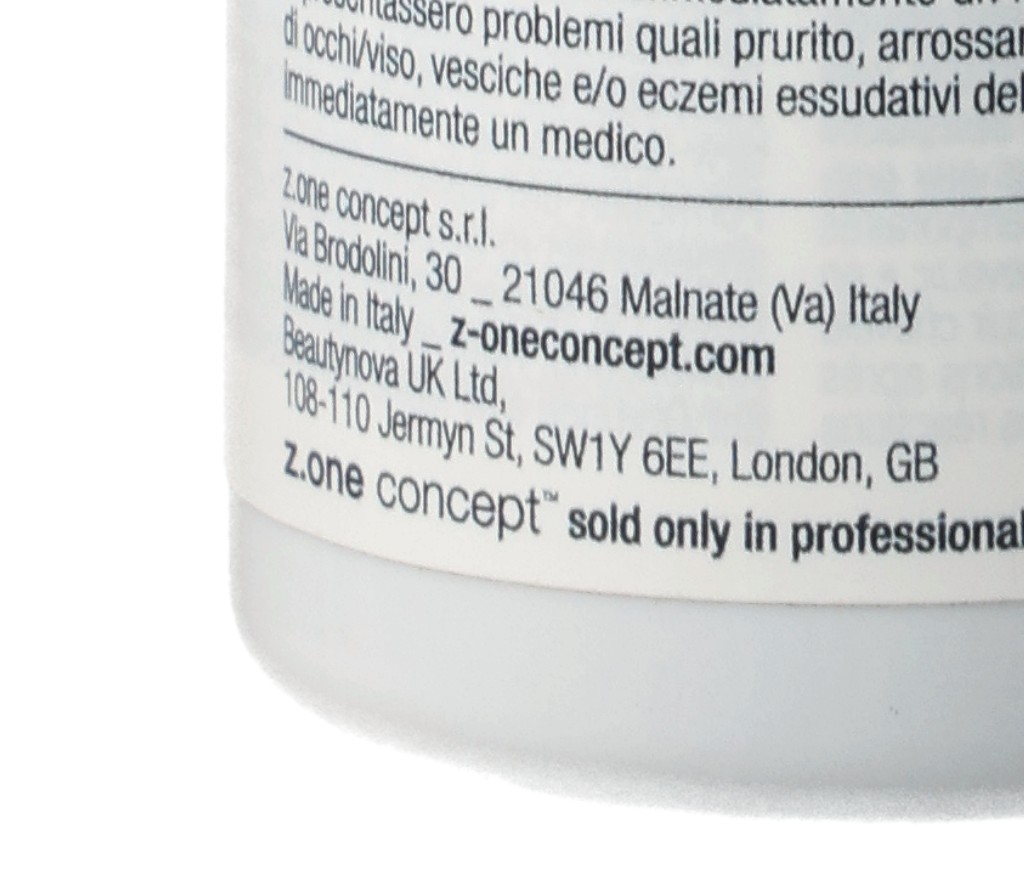 problemi quali prurito,
di occhi/viso, vesciche e/o eczemi essudativi
immediatamente un medico.
z.one concept s.r.l.
Via Brodolini, 30 _ 21046 Malnate (Va) Italy
Made in Italy _ z-oneconcept.com
Beautynova UK Ltd,
108-110 Jermyn St, SW1Y 6EE, London, GB
z.one concept™ sold only in professional